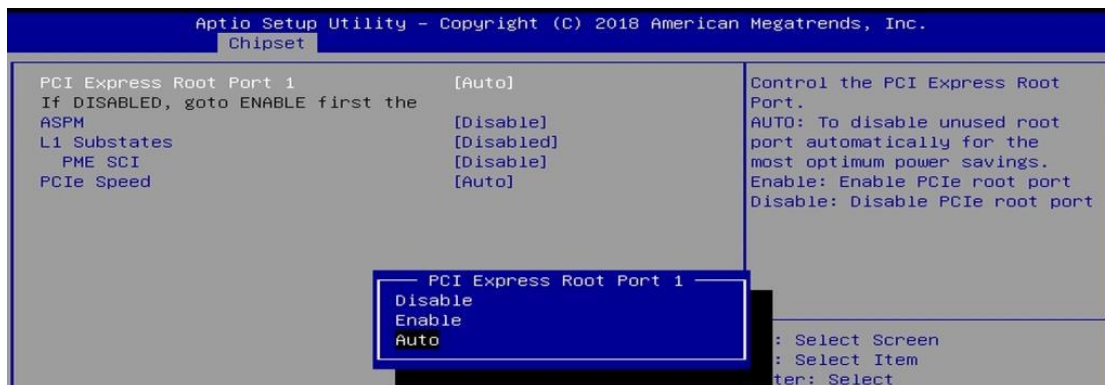 Aptio Setup Utility – Copyright (C) 2018 American Megatrends, Inc.
Chipset
PCI Express Root Port 1 [Auto]
If DISABLED, goto ENABLE first the
ASPM [Disable]
L1 Substates [Disabled]
PME SCI [Disable]
PCIe Speed [Auto]
Control the PCI Express Root
Port.
AUTO: To disable unused root
port automatically for the
most optimum power savings.
Enable: Enable PCIe root port
Disable: Disable PCIe root port
PCI Express Root Port 1
Disable
Enable
Auto
: Select Screen
: Select Item
ter: Select